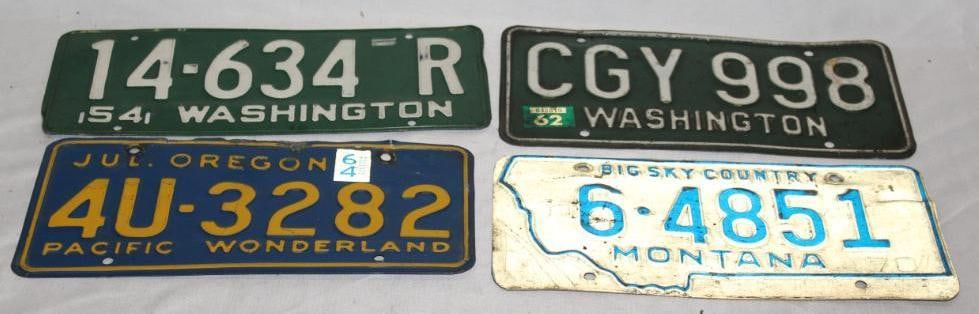 14-634 R
54 WASHINGTON
CGY 998
62 WASHINGTON
JUL. OREGON 64
4U-3282
PACIFIC WONDERLAND
BIG SKY COUNTRY
6·4851
MONTANA